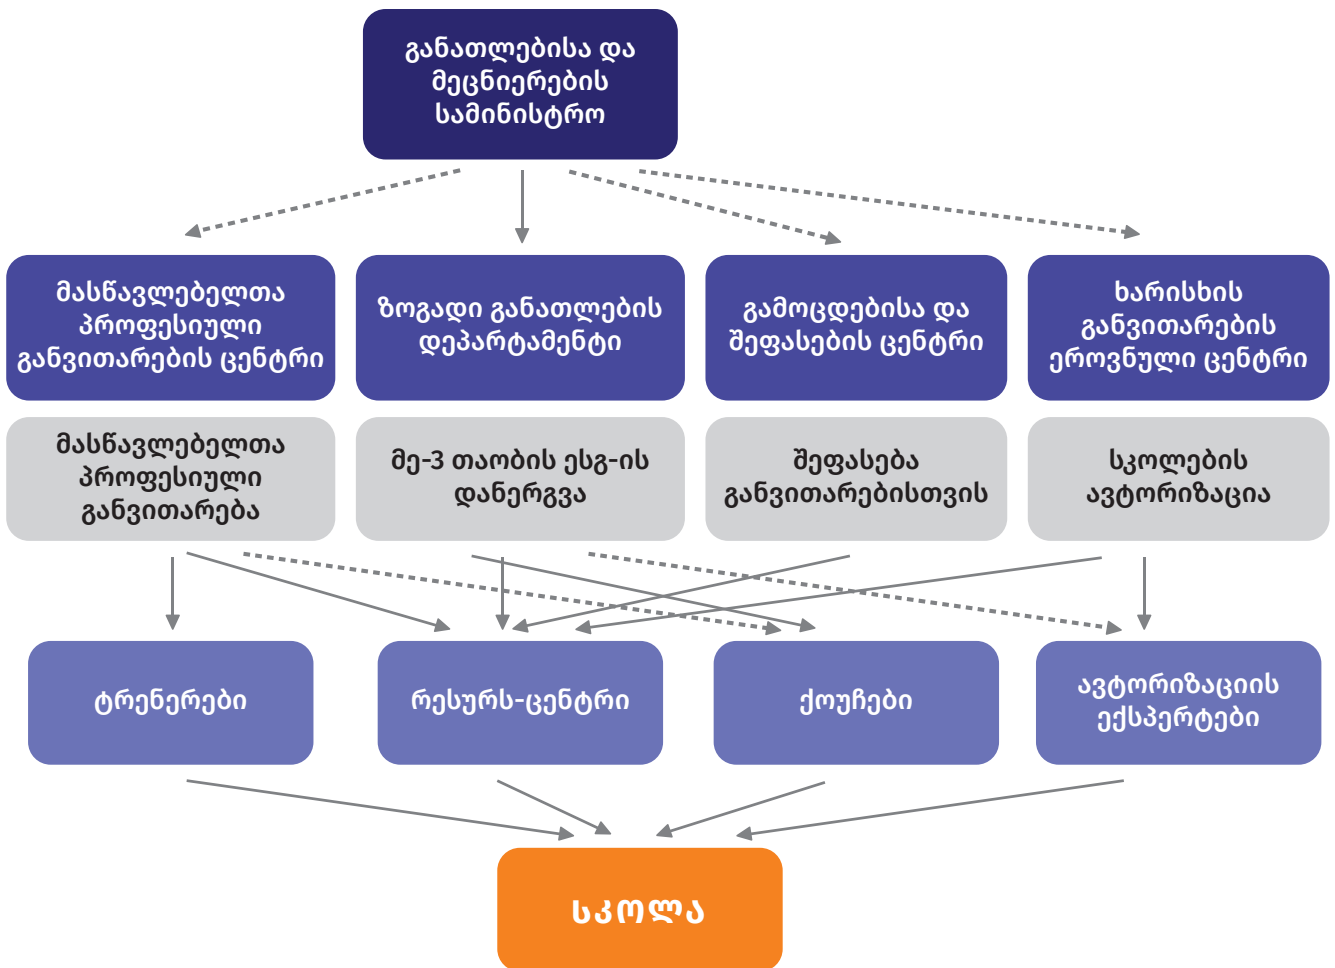 განათლებისა და
მეცნიერების
სამინისტრო
მასწავლებელთა
პროფესიული
განვითარების ცენტრი
ზოგადი განათლების
დეპარტამენტი
გამოცდებისა და
შეფასების ცენტრი
ხარისხის
განვითარების
ეროვნული ცენტრი
მასწავლებელთა
პროფესიული
განვითარება
მე-3 თაობის ესგ-ის
დანერგვა
შეფასება
განვითარებისთვის
სკოლების
ავტორიზაცია
ტრენერები
რესურს-ცენტრი
ქოუჩები
ავტორიზაციის
ექსპერტები
სკოლა